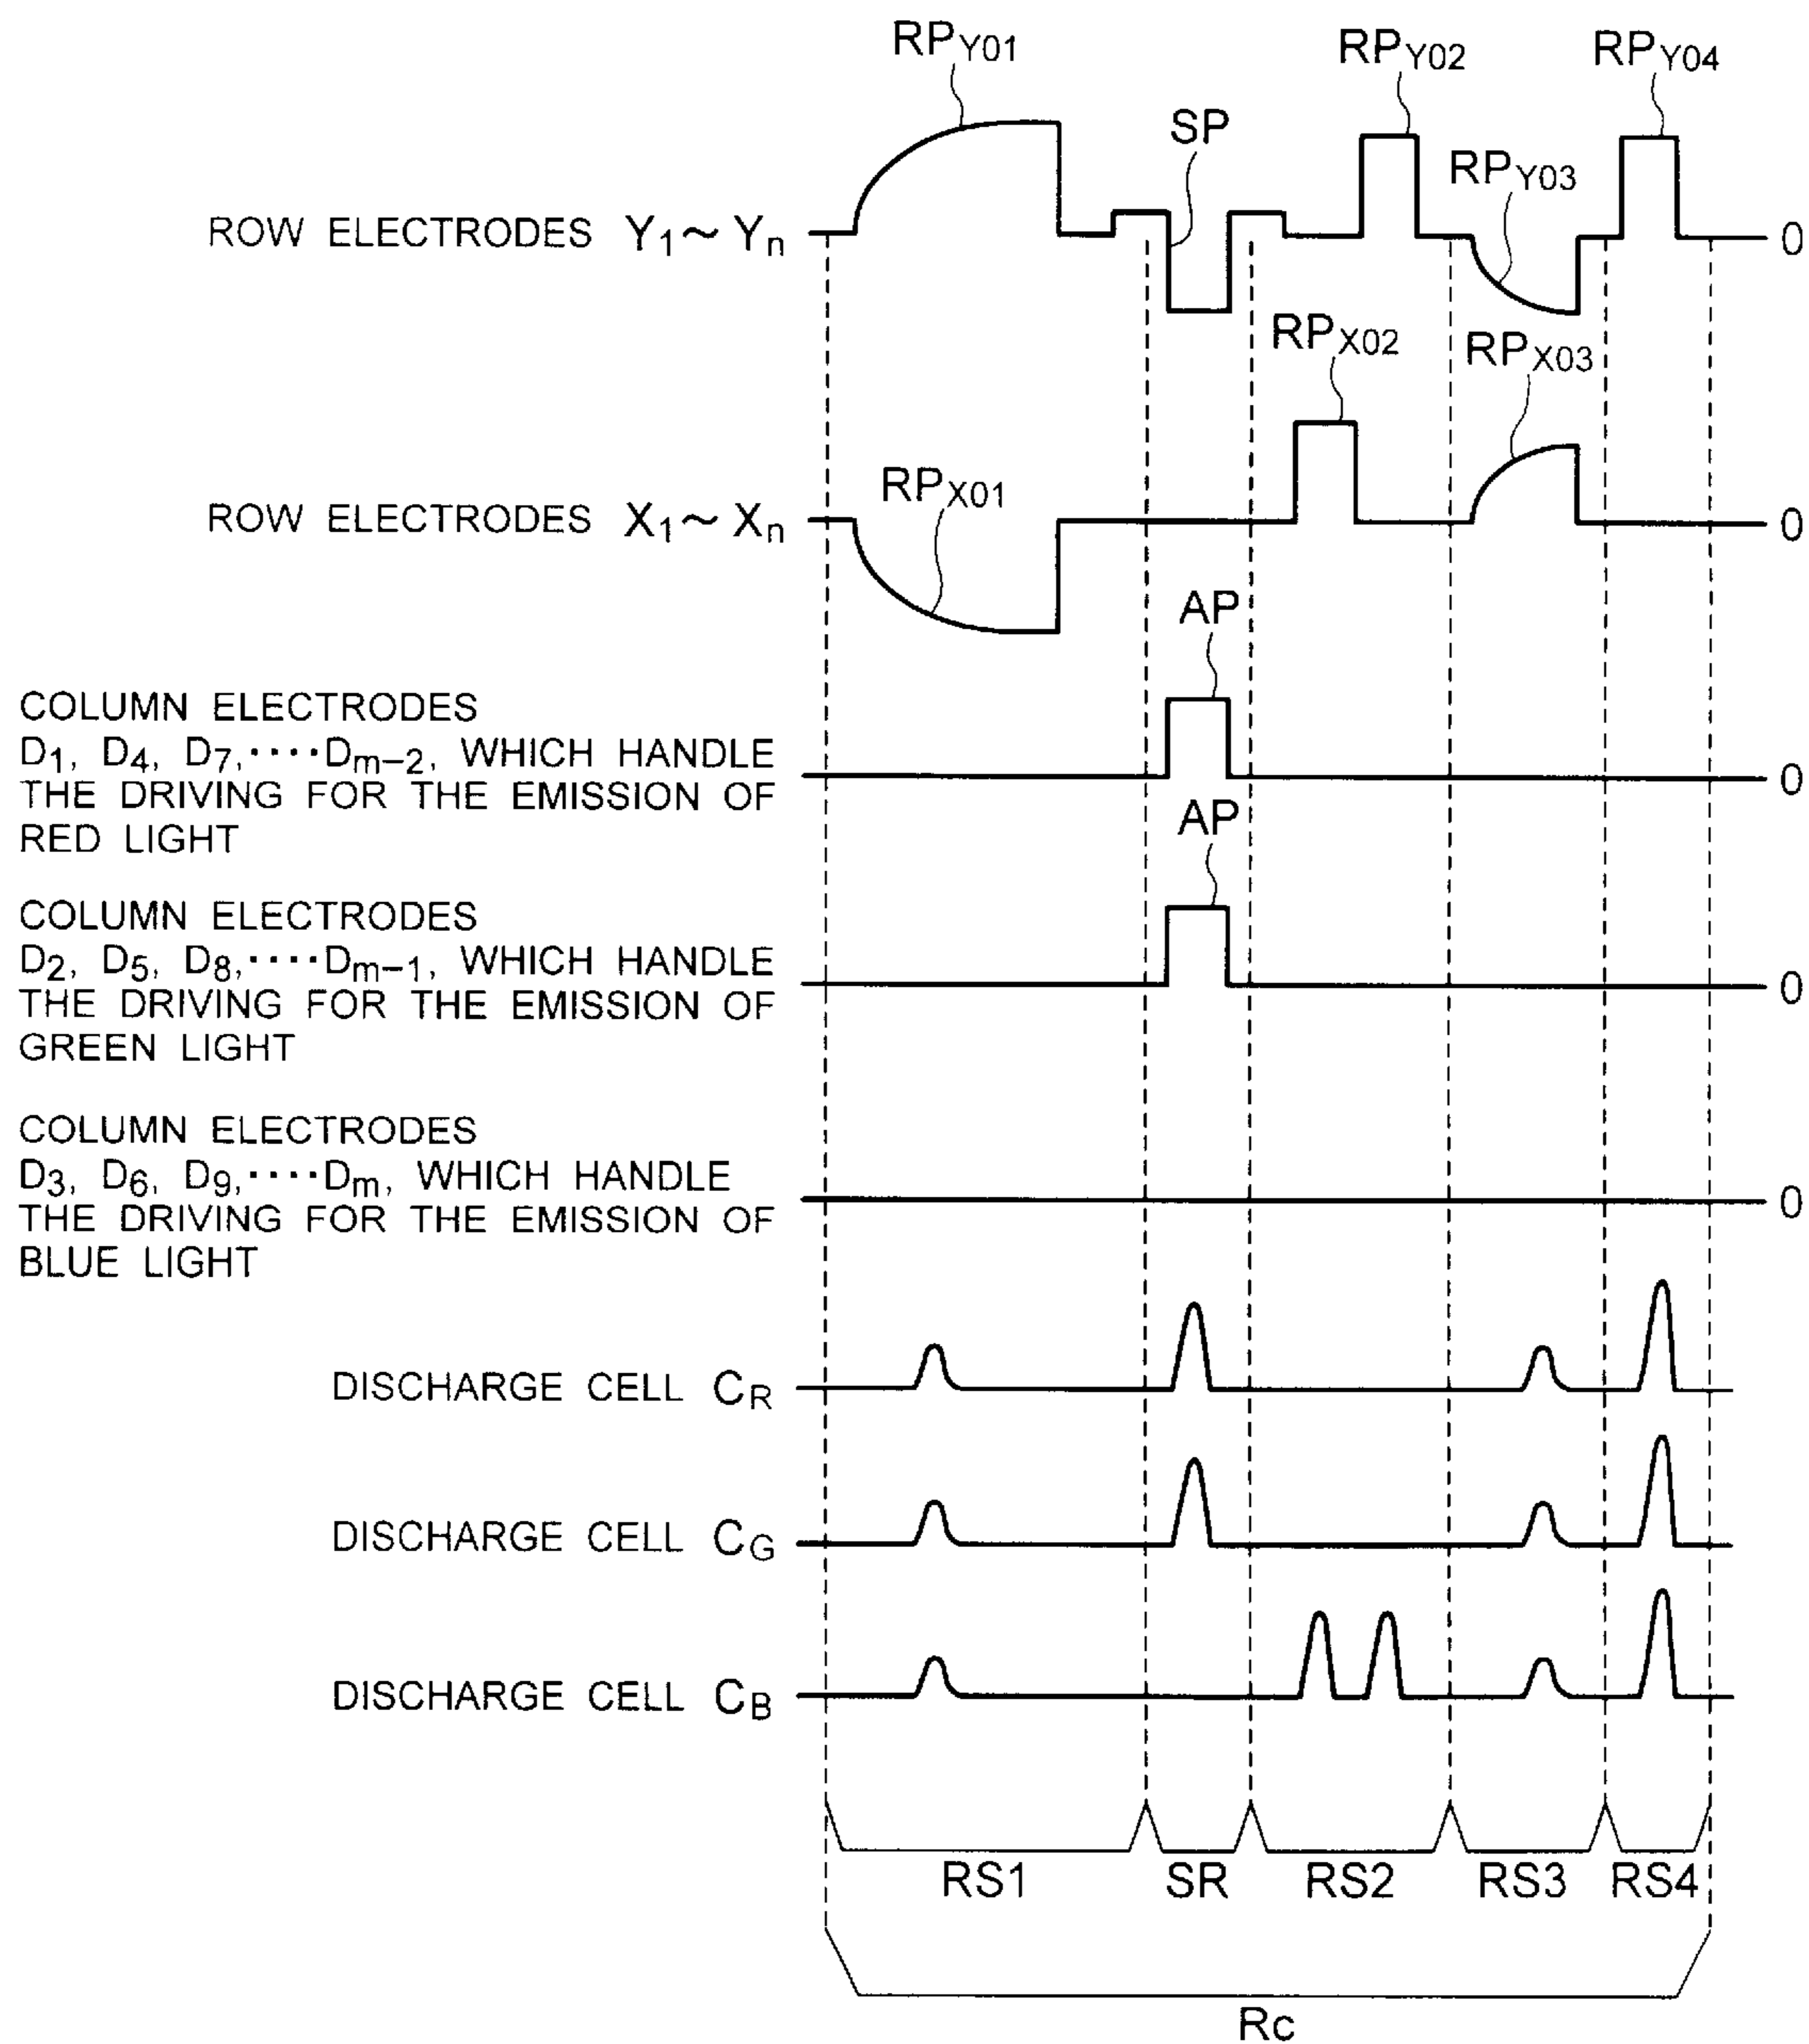 RPY01
RPY02
RPY04
SP
RPY03
ROW ELECTRODES Y1~Yn
0
RPX02
RPX03
RPX01
ROW ELECTRODES X1~Xn
0
AP
COLUMN ELECTRODES
D1, D4, D7,····Dm−2, WHICH HANDLE
THE DRIVING FOR THE EMISSION OF
RED LIGHT
0
AP
COLUMN ELECTRODES
D2, D5, D8,····Dm−1, WHICH HANDLE
THE DRIVING FOR THE EMISSION OF
GREEN LIGHT
0
COLUMN ELECTRODES
D3, D6, D9,····Dm, WHICH HANDLE
THE DRIVING FOR THE EMISSION OF
BLUE LIGHT
0
DISCHARGE CELL CR
DISCHARGE CELL CG
DISCHARGE CELL CB
RS1 SR RS2 RS3 RS4
Rc